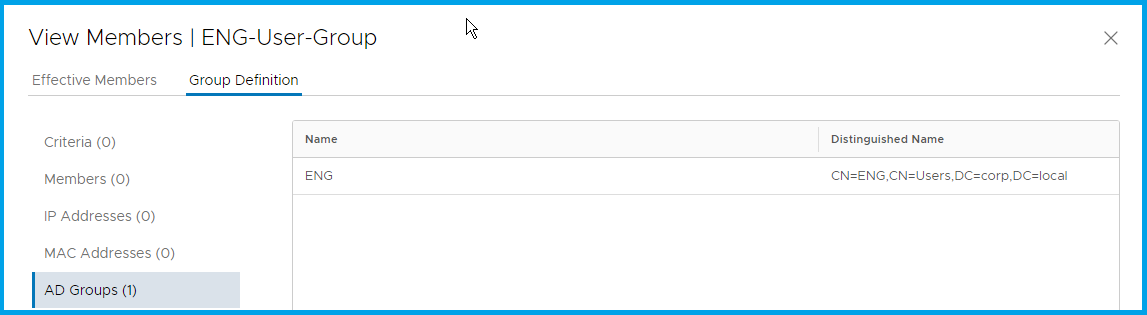 View Members | ENG-User-Group
Effective Members Group Definition
Criteria (0)
Members (0)
IP Addresses (0)
MAC Addresses (0)
AD Groups (1)
Name Distinguished Name
ENG CN=ENG,CN=Users,DC=corp,DC=local